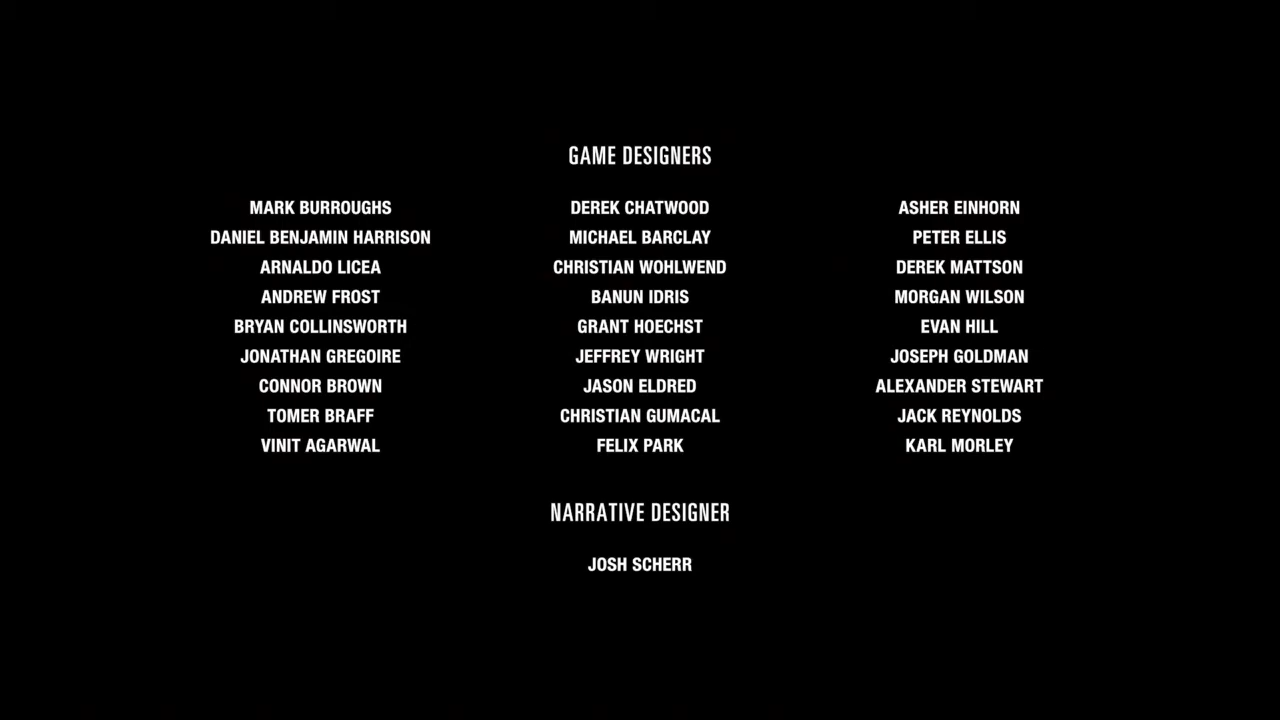 GAME DESIGNERS
MARK BURROUGHS DEREK CHATWOOD ASHER EINHORN
DANIEL BENJAMIN HARRISON MICHAEL BARCLAY PETER ELLIS
ARNALDO LICEA CHRISTIAN WOHLWEND DEREK MATTSON
ANDREW FROST BANUN IDRIS MORGAN WILSON
BRYAN COLLINSWORTH GRANT HOECHST EVAN HILL
JONATHAN GREGOIRE JEFFREY WRIGHT JOSEPH GOLDMAN
CONNOR BROWN JASON ELDRED ALEXANDER STEWART
TOMER BRAFF CHRISTIAN GUMACAL JACK REYNOLDS
VINIT AGARWAL FELIX PARK KARL MORLEY
NARRATIVE DESIGNER
JOSH SCHERR